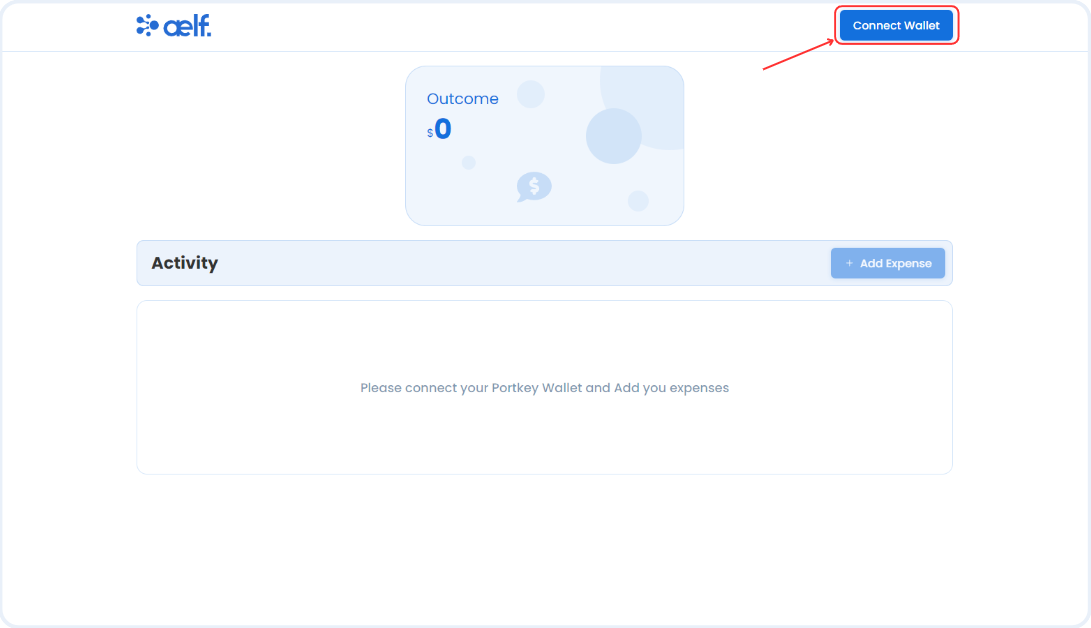 aelf.
Connect Wallet
Outcome
$0
$
Activity
+ Add Expense
Please connect your Portkey Wallet and Add you expenses